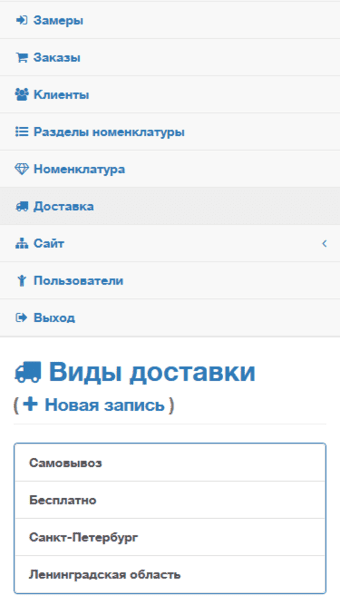 Замеры
Заказы
Клиенты
Разделы номенклатуры
Номенклатура
Доставка
Сайт
Пользователи
Выход
Виды доставки
( + Новая запись )
Самовывоз
Бесплатно
Санкт-Петербург
Ленинградская область